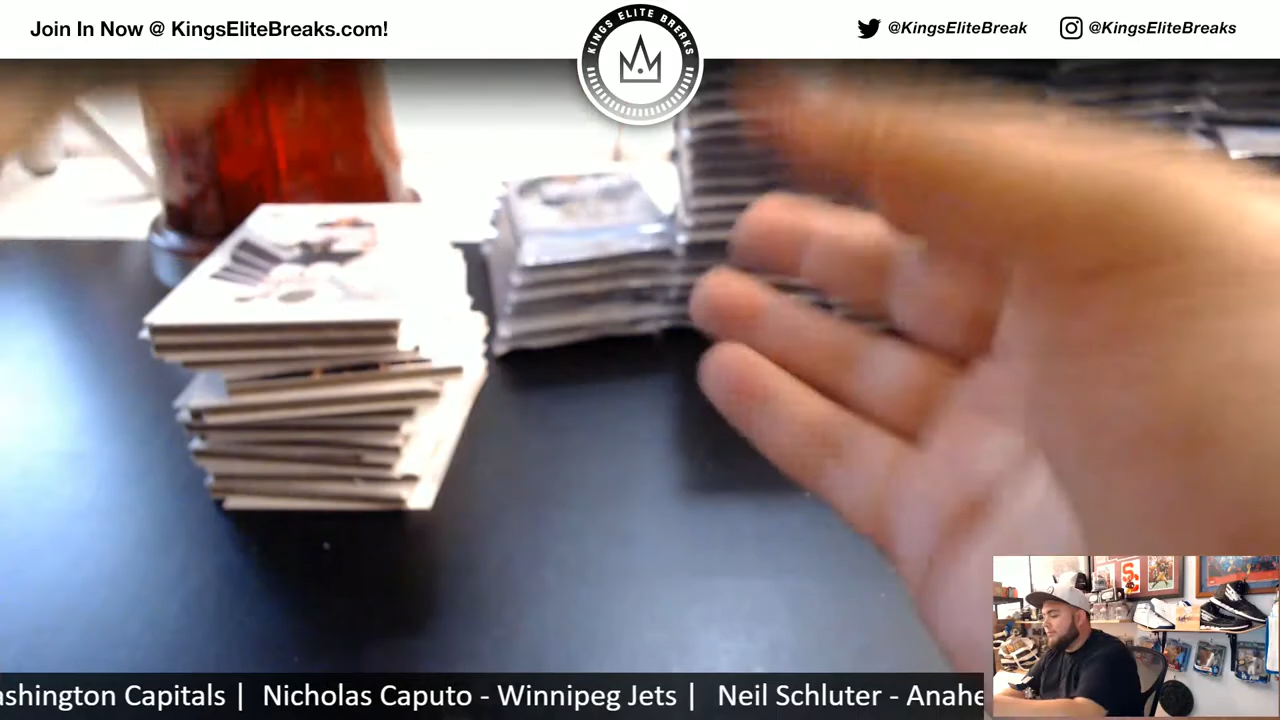 Join In Now @ KingsEliteBreaks.com!
KINGS ELITE BREAKS
@KingsEliteBreak
@KingsEliteBreaks
ashington Capitals | Nicholas Caputo - Winnipeg Jets | Neil Schluter - Anahe
SC